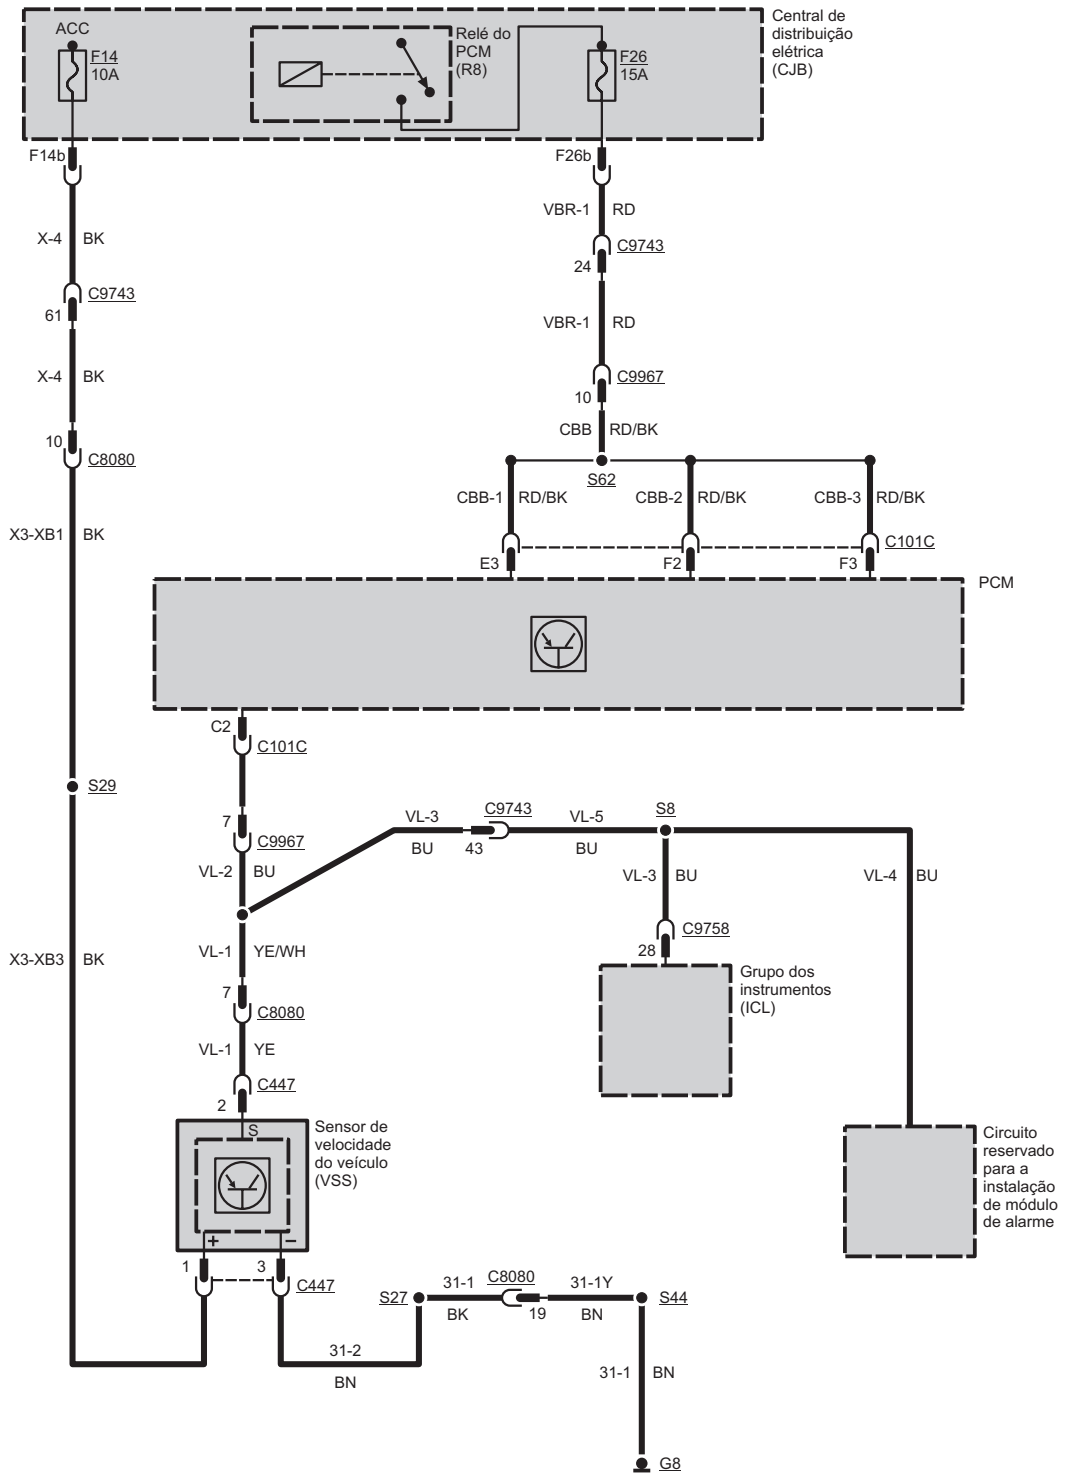 ACC
F14
10A
Relé do
PCM
(R8)
F26
15A
Central de
distribuição
elétrica
(CJB)
F14b
F26b
VBR-1 RD
X-4 BK
C9743
24
C9743
61
VBR-1 RD
X-4 BK
C9967
10
CBB RD/BK
10
C8080
S62
CBB-1 RD/BK
CBB-2 RD/BK
CBB-3 RD/BK
X3-XB1 BK
C101C
E3
F2
F3
PCM
C2
C101C
S29
7
C9967
VL-3
BU
C9743
43
VL-5
BU
S8
VL-2 BU
VL-3 BU
VL-4 BU
C9758
28
VL-1 YE/WH
X3-XB3 BK
Grupo dos
instrumentos
(ICL)
7
C8080
VL-1 YE
C447
2
S
Sensor de
velocidade
do veículo
(VSS)
Circuito
reservado
para a
instalação
de módulo
de alarme
+ −
1
3
C447
S27
31-1
BK
C8080
19
31-1Y
BN
S44
31-2
BN
31-1 BN
G8